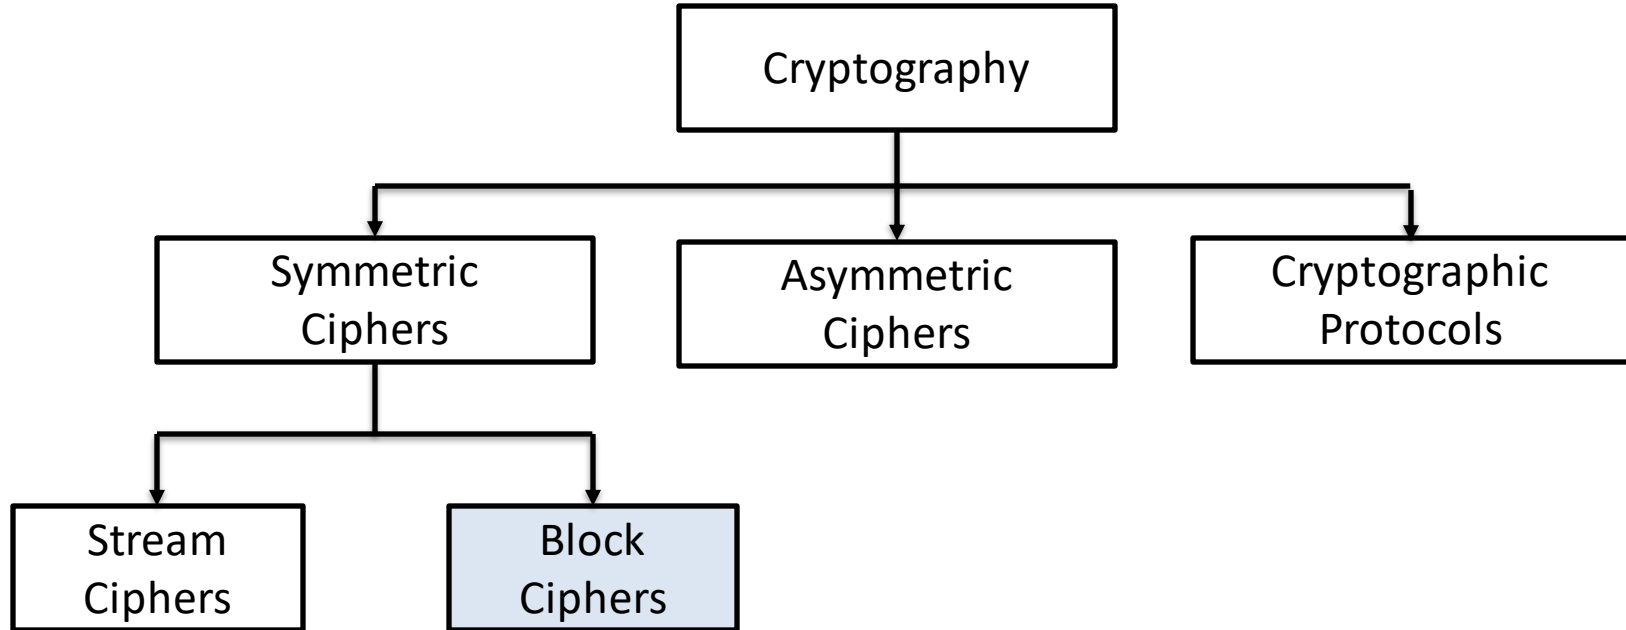 Cryptography
Symmetric
Ciphers
Asymmetric
Ciphers
Cryptographic
Protocols
Stream
Ciphers
Block
Ciphers